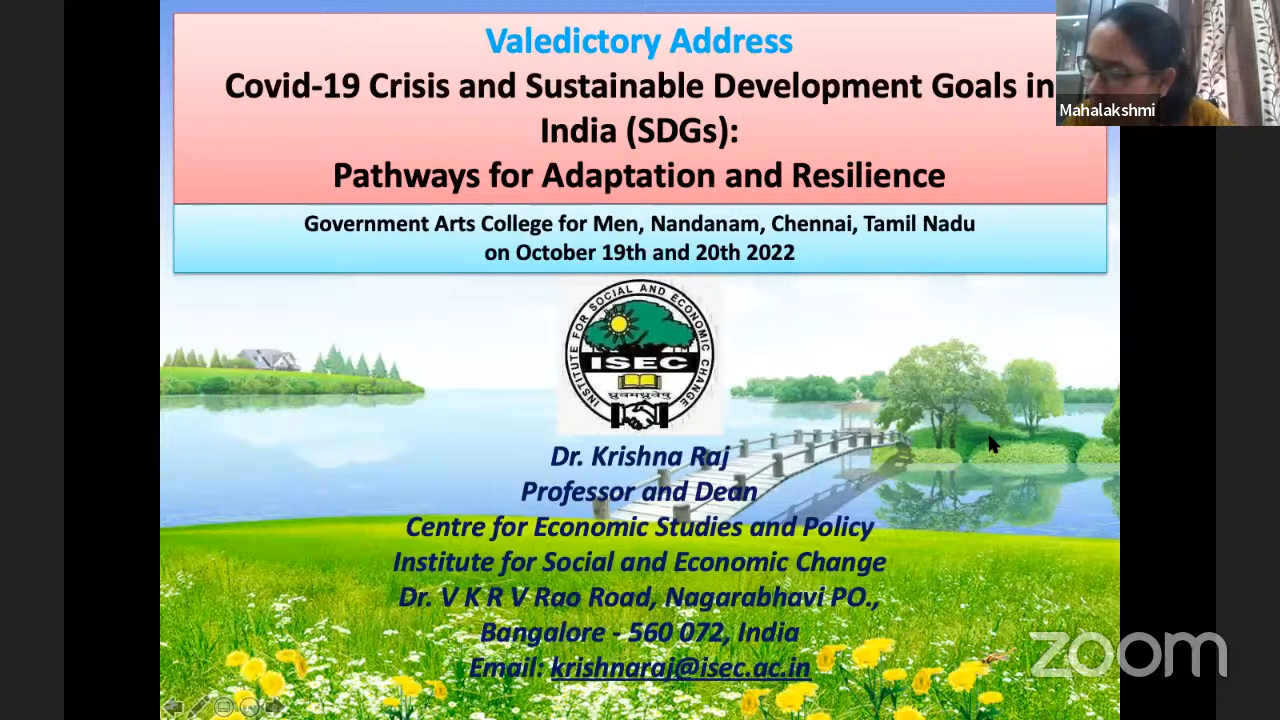 Valedictory Address
Covid-19 Crisis and Sustainable Development Goals in
India (SDGs):
Pathways for Adaptation and Resilience
Mahalakshmi
Government Arts College for Men, Nandanam, Chennai, Tamil Nadu
on October 19th and 20th 2022
INSTITUTE FOR SOCIAL AND ECONOMIC CHANGE
ISEC
Dr. Krishna Raj
Professor and Dean
Centre for Economic Studies and Policy
Institute for Social and Economic Change
Dr. V K R V Rao Road, Nagarabhavi PO.,
Bangalore - 560 072, India
Email: krishnaraj@isec.ac.in
zoom